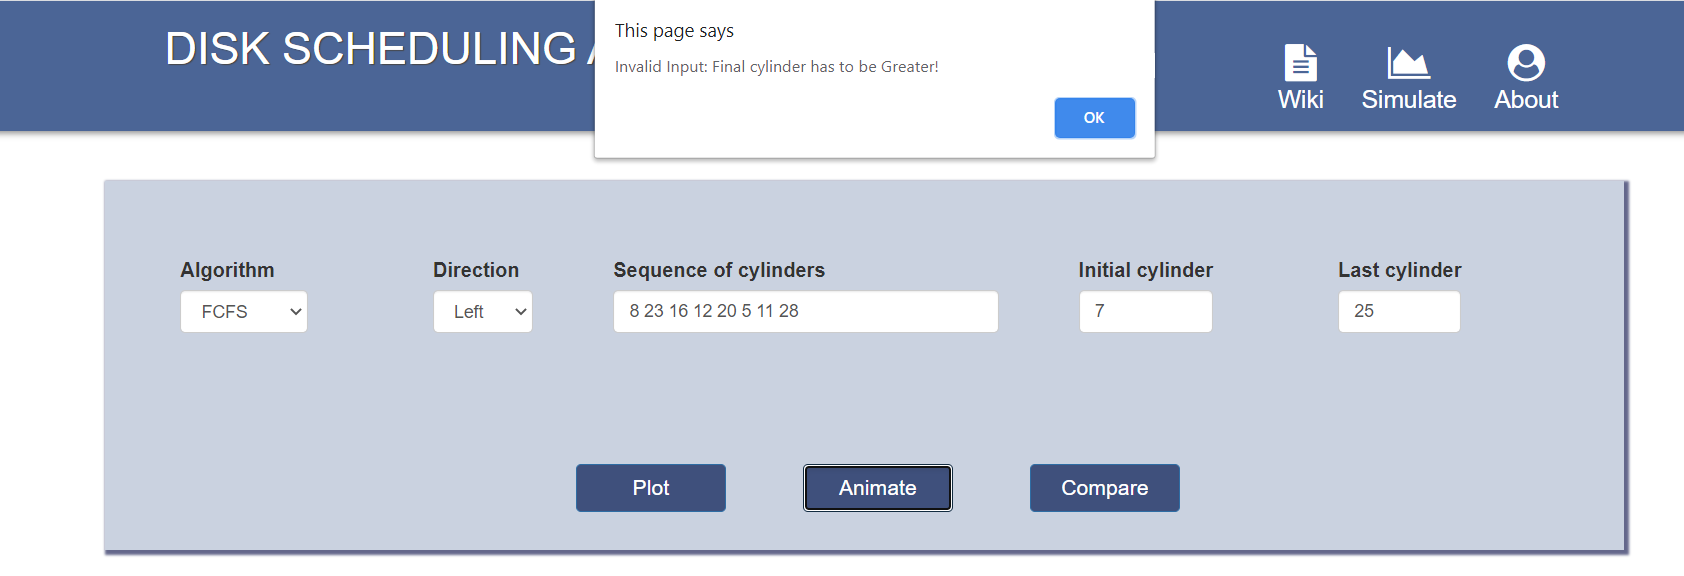 DISK SCHEDULING
This page says
Invalid Input: Final cylinder has to be Greater!
OK
Wiki
Simulate
About
Algorithm
Direction
Sequence of cylinders
Initial cylinder
Last cylinder
FCFS
Left
8 23 16 12 20 5 11 28
7
25
Plot
Animate
Compare